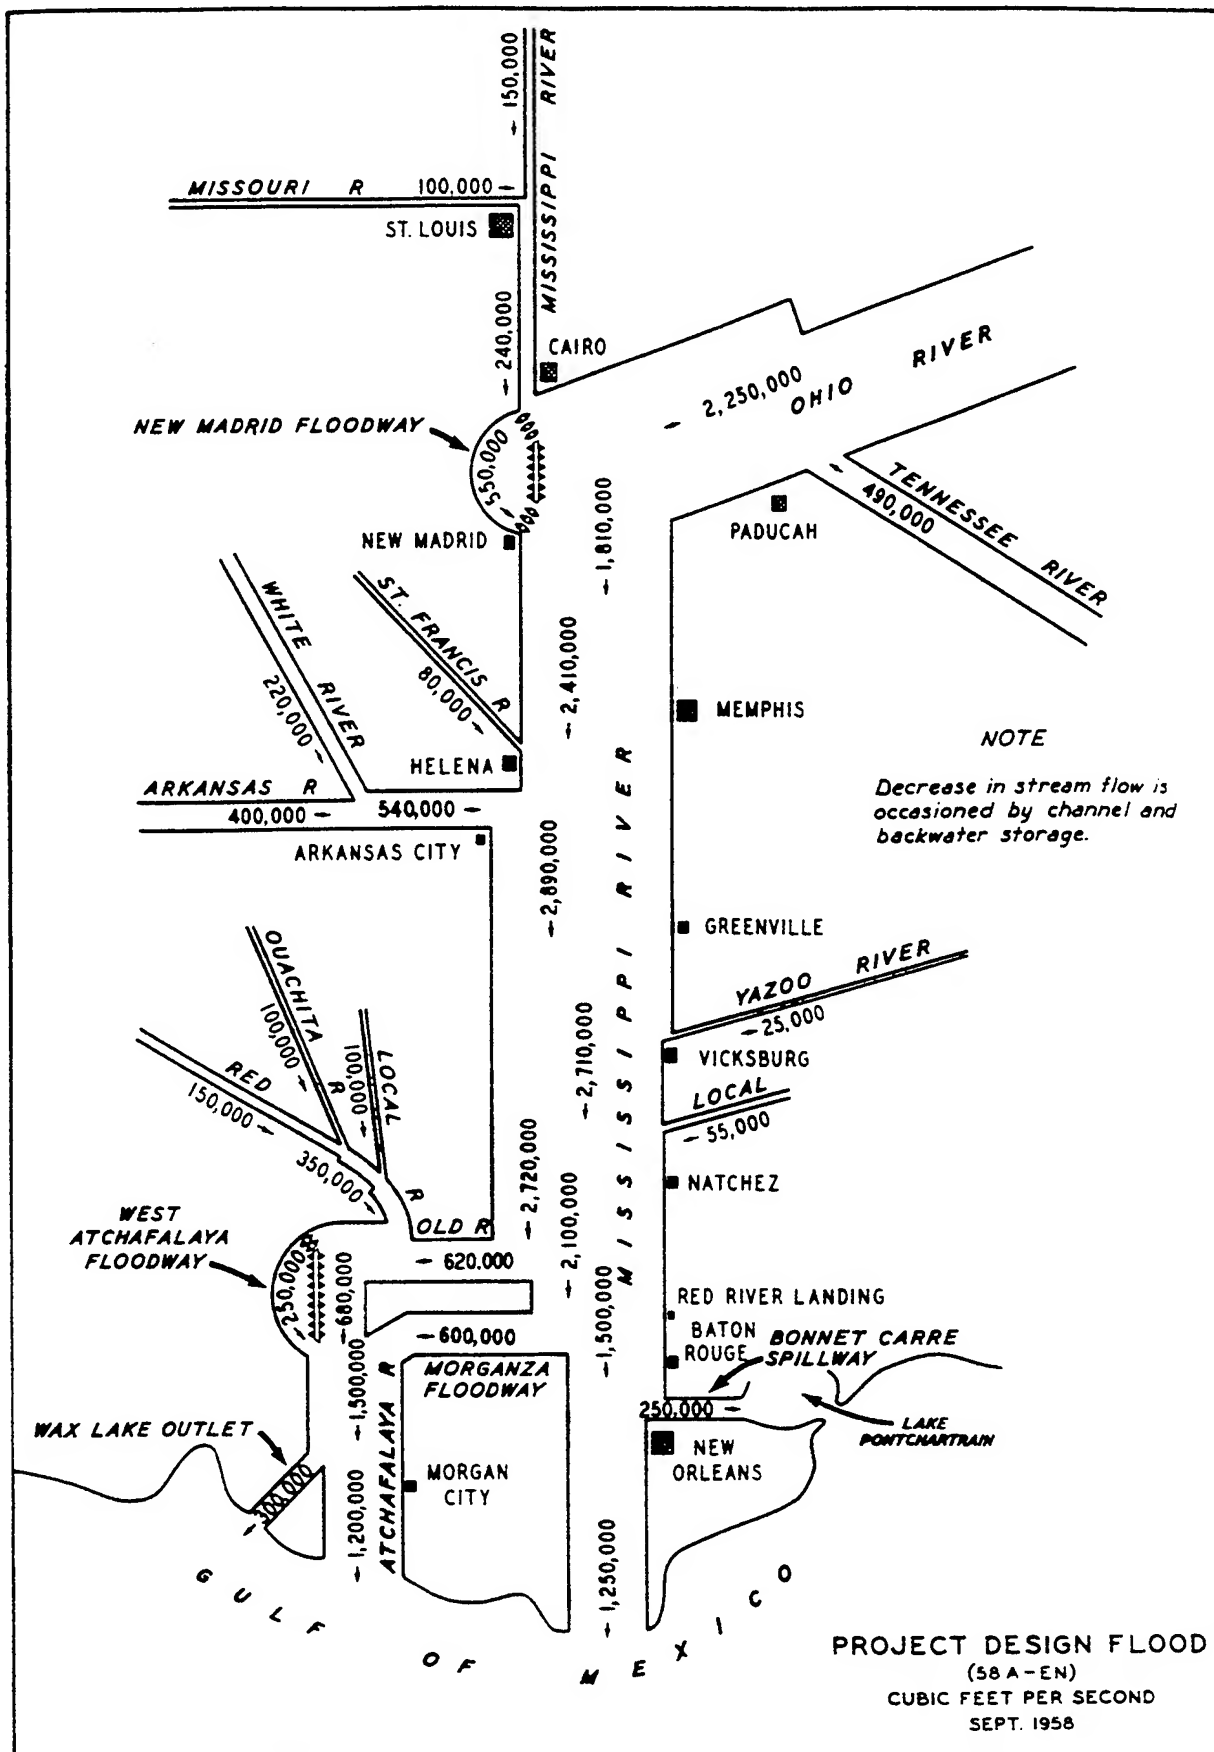 150,000
MISSISSIPPI RIVER
MISSOURI R
100,000
ST. LOUIS
240,000
CAIRO
2,250,000
OHIO RIVER
NEW MADRID FLOODWAY
550,000
TENNESSEE RIVER
490,000
PADUCAH
1,810,000
NEW MADRID
WHITE RIVER
220,000
ST. FRANCIS R
80,000
2,410,000
MEMPHIS
HELENA
NOTE
Decrease in stream flow is
occasioned by channel and
backwater storage.
ARKANSAS R
400,000
540,000
ARKANSAS CITY
2,890,000
MISSISSIPPI RIVER
GREENVILLE
YAZOO RIVER
25,000
OUACHITA R
100,000
LOCAL
100,000
RED R
150,000
350,000
2,710,000
VICKSBURG
LOCAL
55,000
2,720,000
NATCHEZ
WEST
ATCHAFALAYA
FLOODWAY
250,000
OLD R
620,000
2,100,000
680,000
RED RIVER LANDING
BATON
ROUGE
BONNET CARRE
SPILLWAY
600,000
MORGANZA
FLOODWAY
1,500,000
1,500,000
ATCHAFALAYA R
250,000
LAKE
PONTCHARTRAIN
WAX LAKE OUTLET
300,000
NEW
ORLEANS
MORGAN
CITY
1,200,000
1,250,000
GULF OF MEXICO
PROJECT DESIGN FLOOD
(58 A-EN)
CUBIC FEET PER SECOND
SEPT. 1958